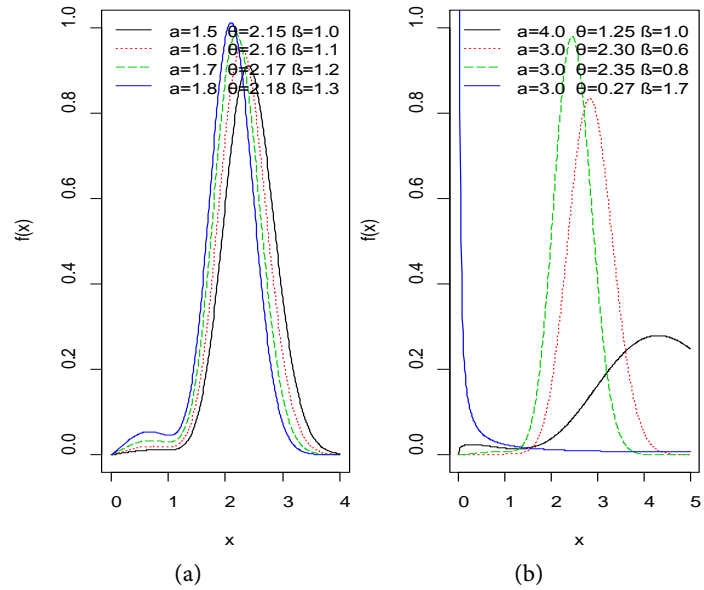 a=1.5 θ=2.15 ß=1.0
a=1.6 θ=2.16 ß=1.1
a=1.7 θ=2.17 ß=1.2
a=1.8 θ=2.18 ß=1.3
f(x)
0.0 0.2 0.4 0.6 0.8 1.0
0 1 2 3 4
x
(a)
a=4.0 θ=1.25 ß=1.0
a=3.0 θ=2.30 ß=0.6
a=3.0 θ=2.35 ß=0.8
a=3.0 θ=0.27 ß=1.7
f(x)
0.0 0.2 0.4 0.6 0.8 1.0
0 1 2 3 4 5
x
(b)